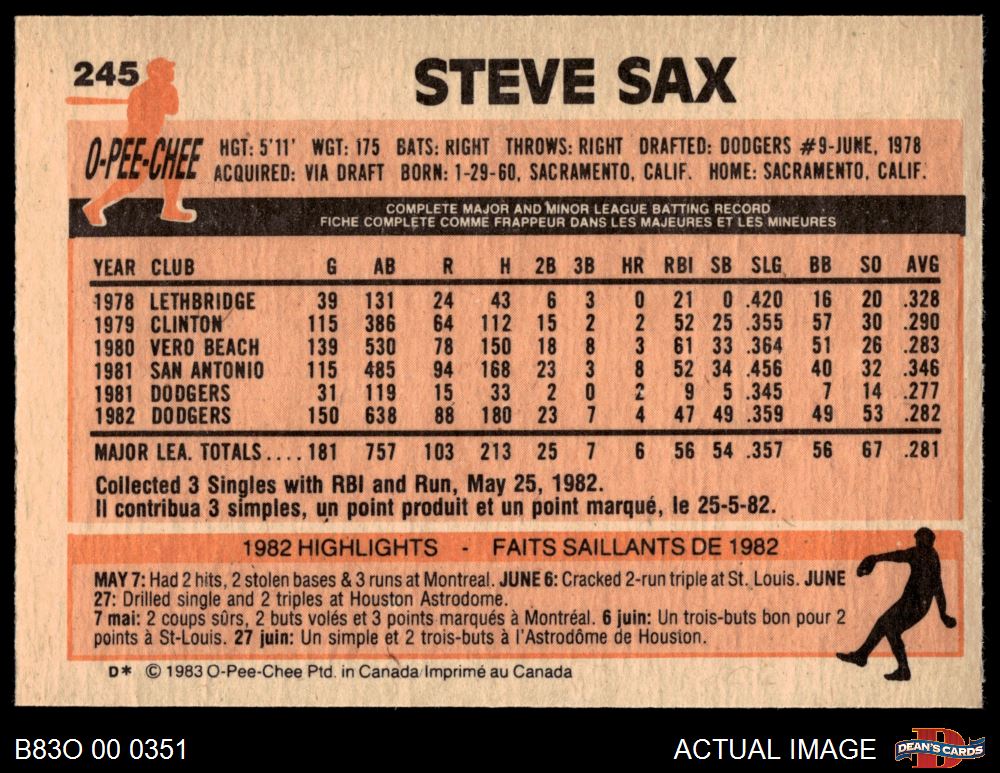 245
STEVE SAX
O-PEE-CHEE
HGT: 5'11' WGT: 175 BATS: RIGHT THROWS: RIGHT DRAFTED: DODGERS #9-JUNE, 1978
ACQUIRED: VIA DRAFT BORN: 1-29-60, SACRAMENTO, CALIF. HOME: SACRAMENTO, CALIF.
COMPLETE MAJOR AND MINOR LEAGUE BATTING RECORD
FICHE COMPLETE COMME FRAPPEUR DANS LES MAJEURES ET LES MINEURES
YEAR CLUB G AB R H 2B 3B HR RBI SB SLG BB SO AVG
1978 LETHBRIDGE 39 131 24 43 6 3 0 21 0 .420 16 20 .328
1979 CLINTON 115 386 64 112 15 2 2 52 25 .355 57 30 .290
1980 VERO BEACH 139 530 78 150 18 8 3 61 33 .364 51 26 .283
1981 SAN ANTONIO 115 485 94 168 23 3 8 52 34 .456 40 32 .346
1981 DODGERS 31 119 15 33 2 0 2 9 5 .345 7 14 .277
1982 DODGERS 150 638 88 180 23 7 4 47 49 .359 49 53 .282
MAJOR LEA. TOTALS.... 181 757 103 213 25 7 6 56 54 .357 56 67 .281
Collected 3 Singles with RBI and Run, May 25, 1982.
Il contribua 3 simples, un point produit et un point marqué, le 25-5-82.
1982 HIGHLIGHTS - FAITS SAILLANTS DE 1982
MAY 7: Had 2 hits, 2 stolen bases & 3 runs at Montreal. JUNE 6: Cracked 2-run triple at St. Louis. JUNE
27: Drilled single and 2 triples at Houston Astrodome.
7 mai: 2 coups sûrs, 2 buts volés et 3 points marqués à Montréal. 6 juin: Un trois-buts bon pour 2
points à St-Louis. 27 juin: Un simple et 2 trois-buts à l'Astrodôme de Houston.
D* © 1983 O-Pee-Chee Ptd. in Canada/Imprimé au Canada
B83O 00 0351
ACTUAL IMAGE
DEAN'S CARDS